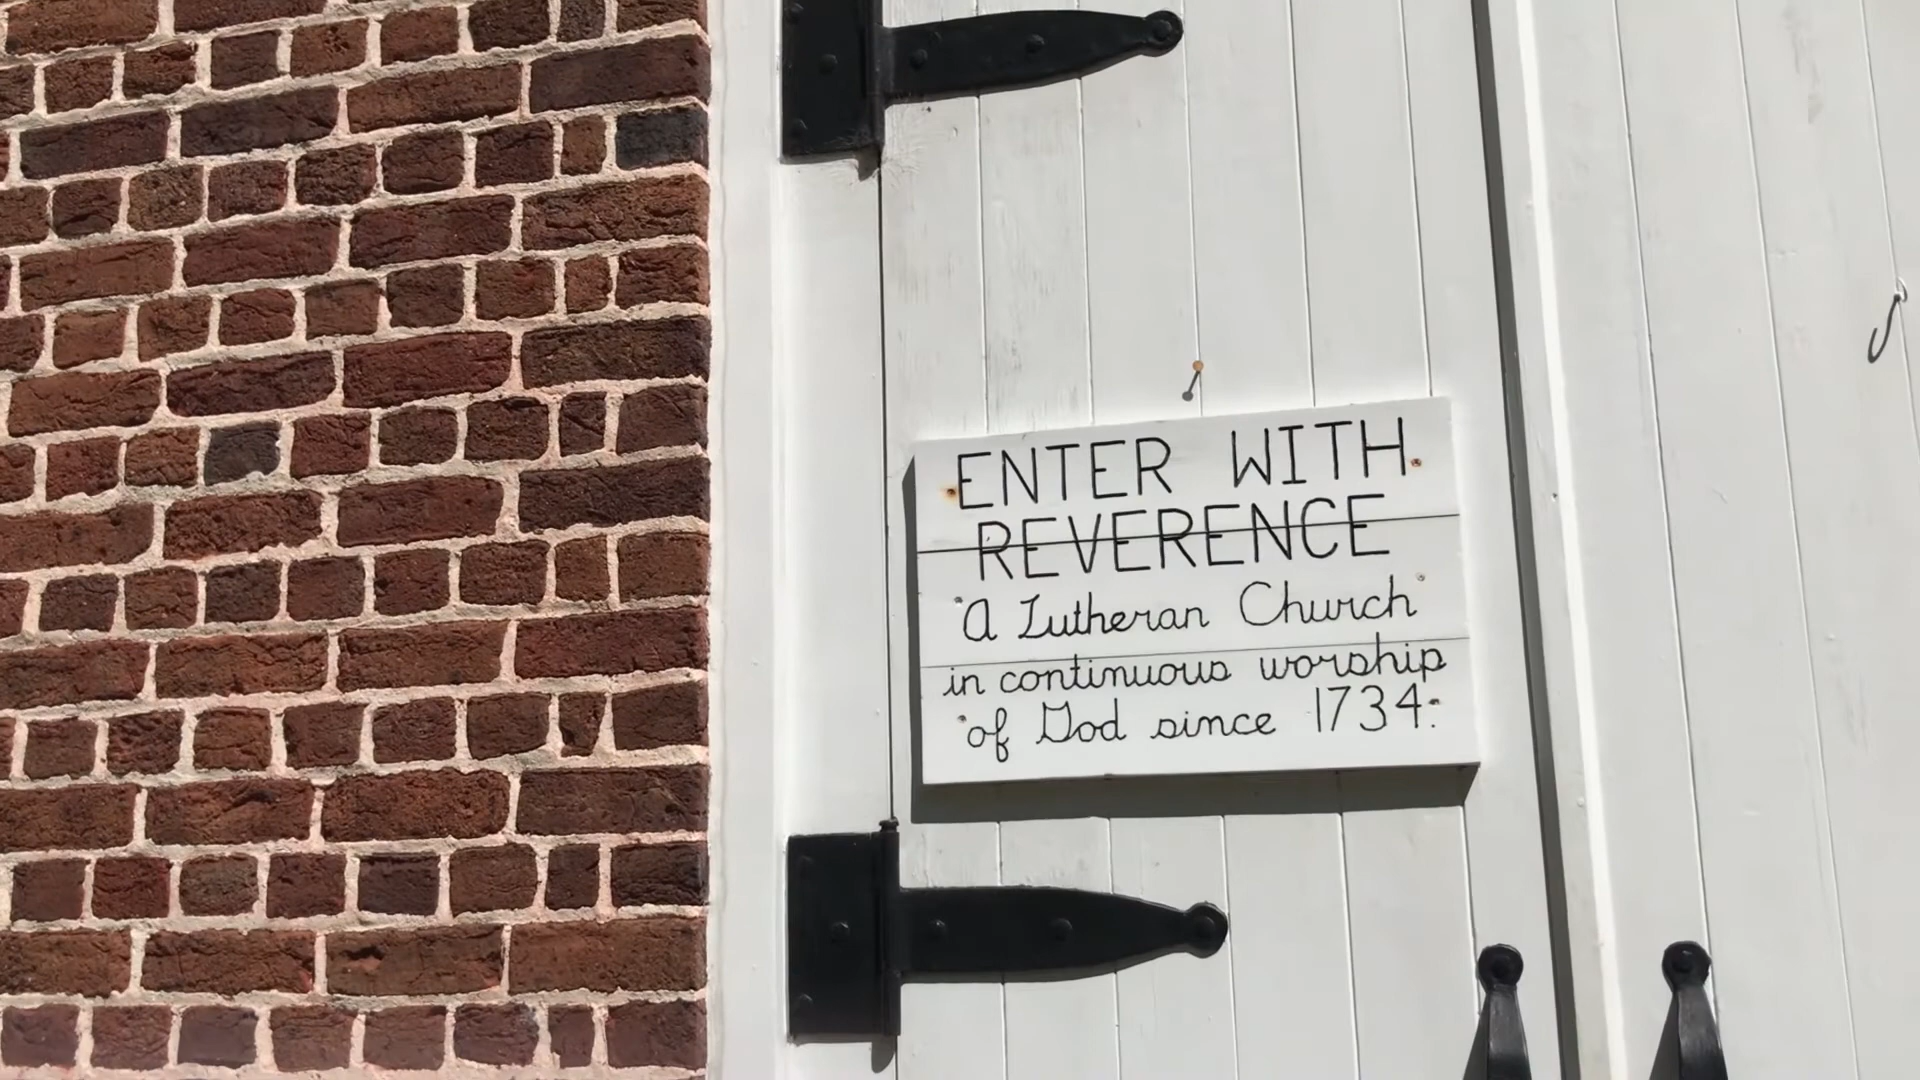 ENTER WITH
REVERENCE
A Lutheran Church
in continuous worship
of God since 1734.